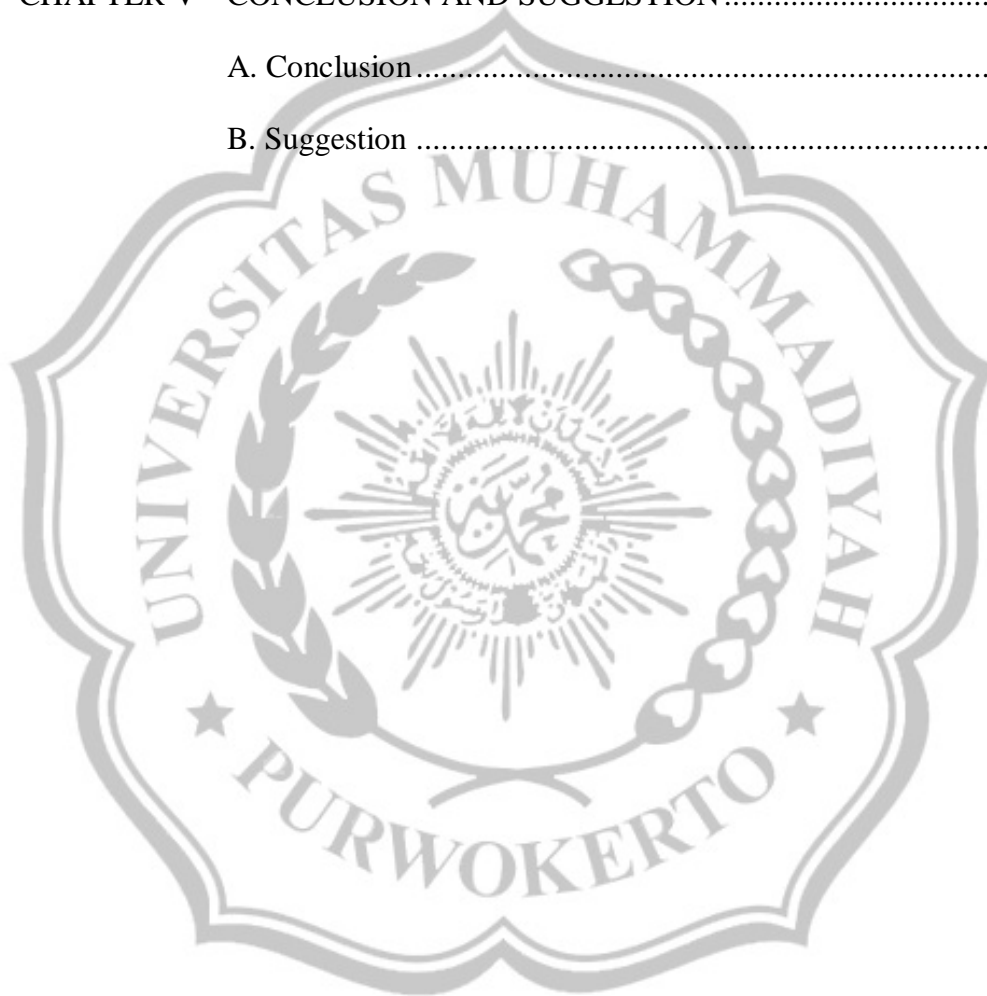 CHAPTER V CONCLUSION AND SUGGESTION
A. Conclusion
B. Suggestion
UNIVERSITAS MUHAMMADIYAH
PURWOKERTO